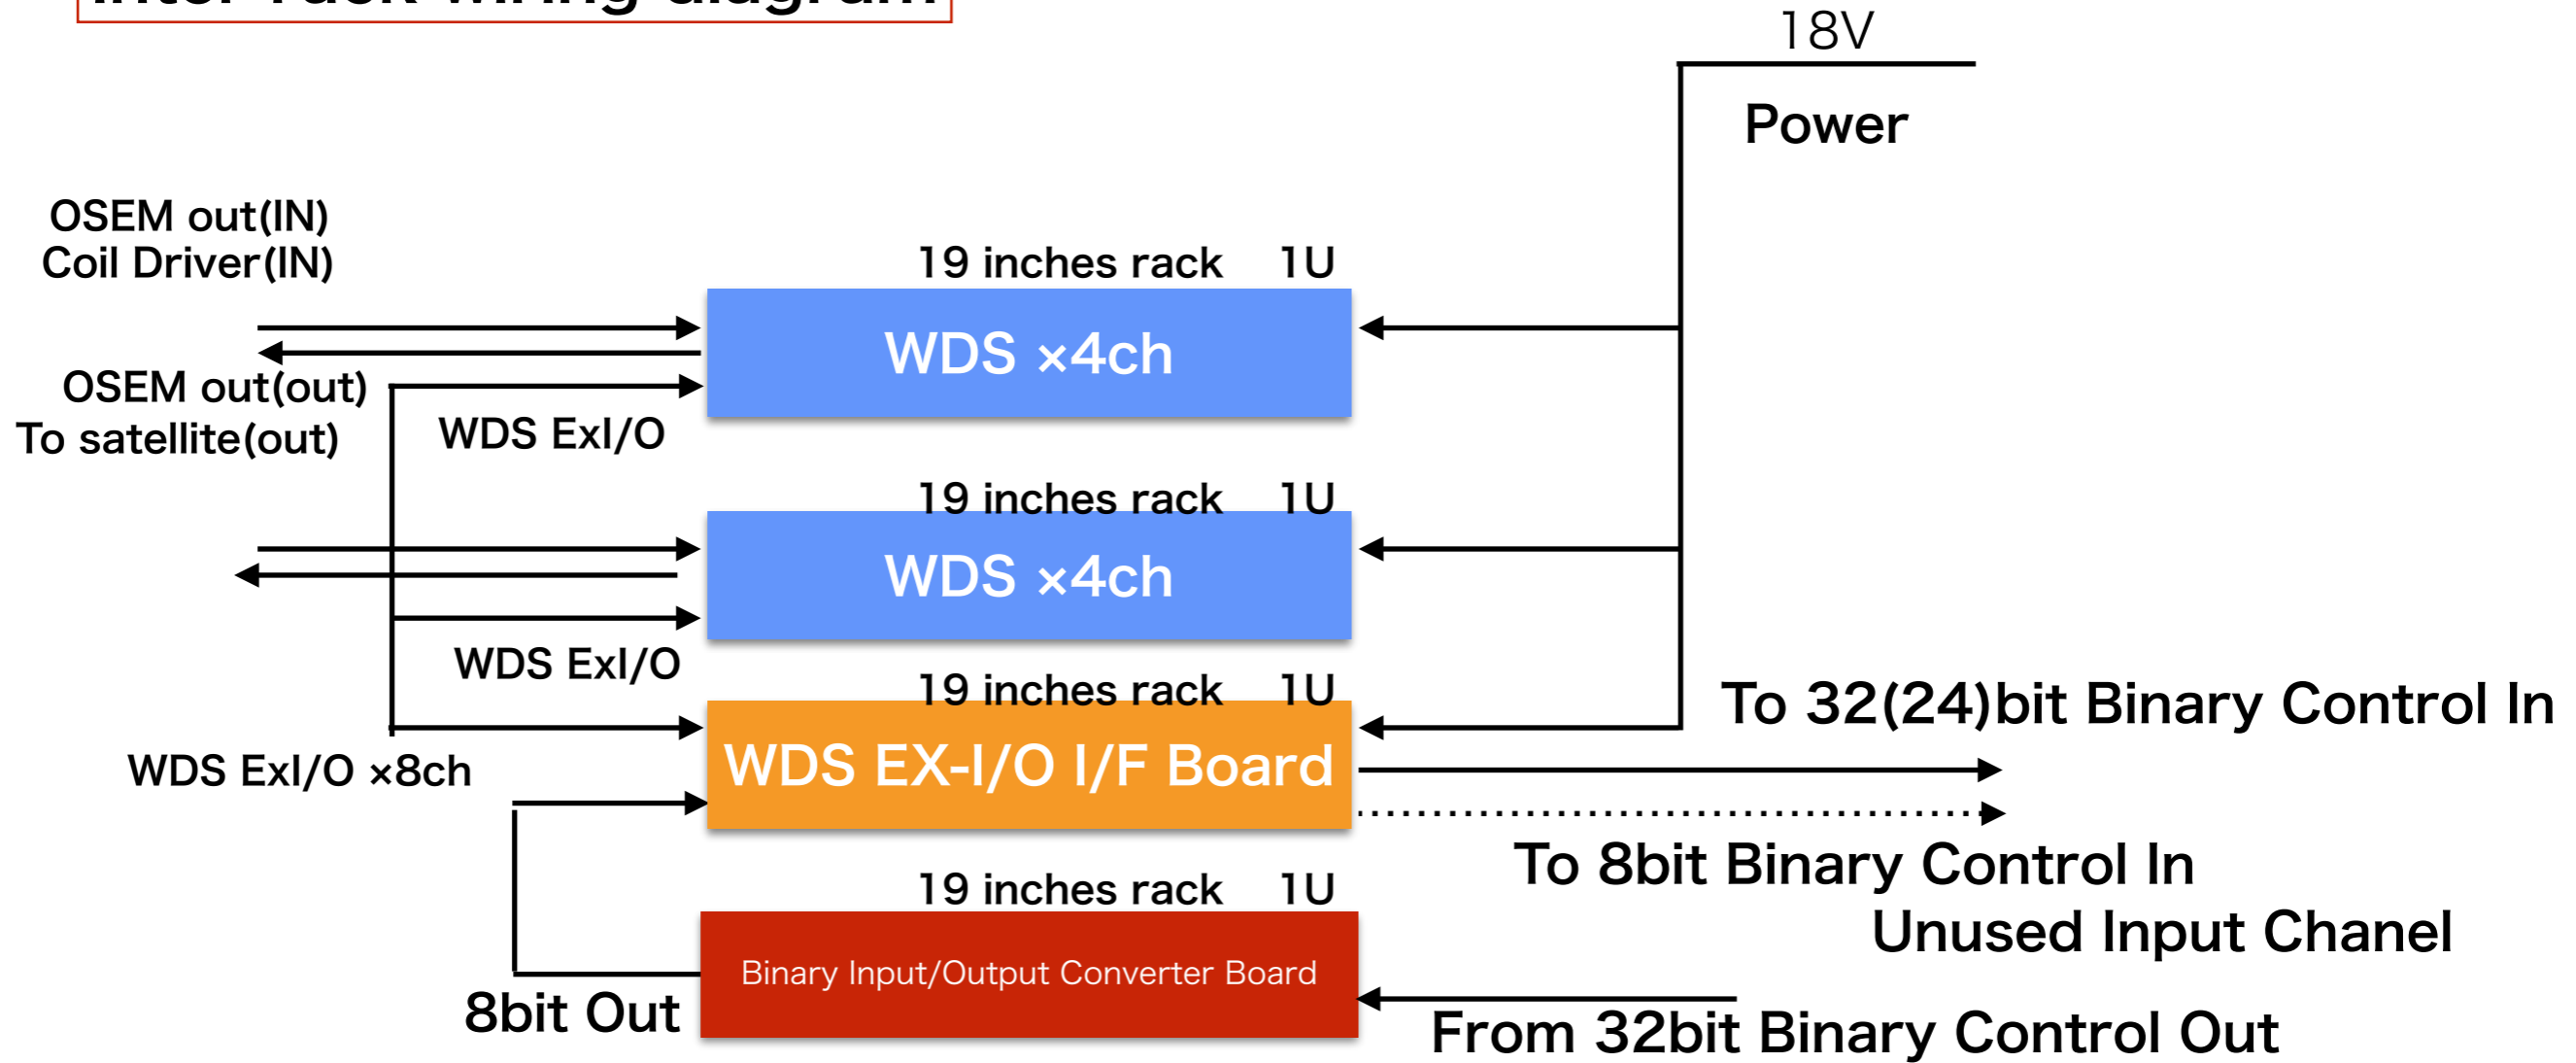 18V
Power
OSEM out(IN)
Coil Driver(IN)
19 inches rack 1U
WDS ×4ch
OSEM out(out)
To satellite(out)
WDS ExI/O
19 inches rack 1U
WDS ×4ch
WDS ExI/O
19 inches rack 1U
To 32(24)bit Binary Control In
WDS EX-I/O I/F Board
WDS ExI/O ×8ch
To 8bit Binary Control In
Unused Input Chanel
19 inches rack 1U
Binary Input/Output Converter Board
8bit Out
From 32bit Binary Control Out